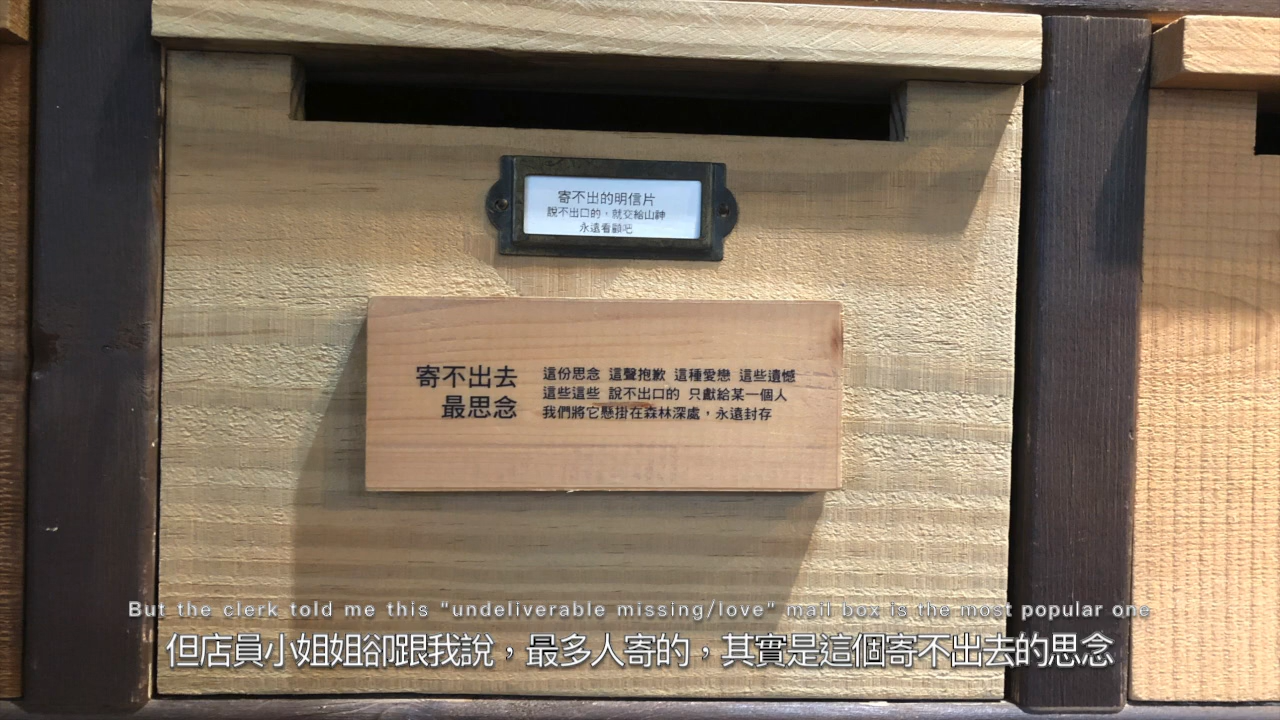 寄不出的明信片
說不出口的，就交給山神
永遠看顧吧
寄不出去
最思念
這份思念 這聲抱歉 這種愛戀 這些遺憾
這些這些 說不出口的 只獻給某一個人
我們將它懸掛在森林深處，永遠封存
But the clerk told me this "undeliverable missing/love" mail box is the most popular one
但店員小姐姐卻跟我說，最多人寄的，其實是這個寄不出去的思念